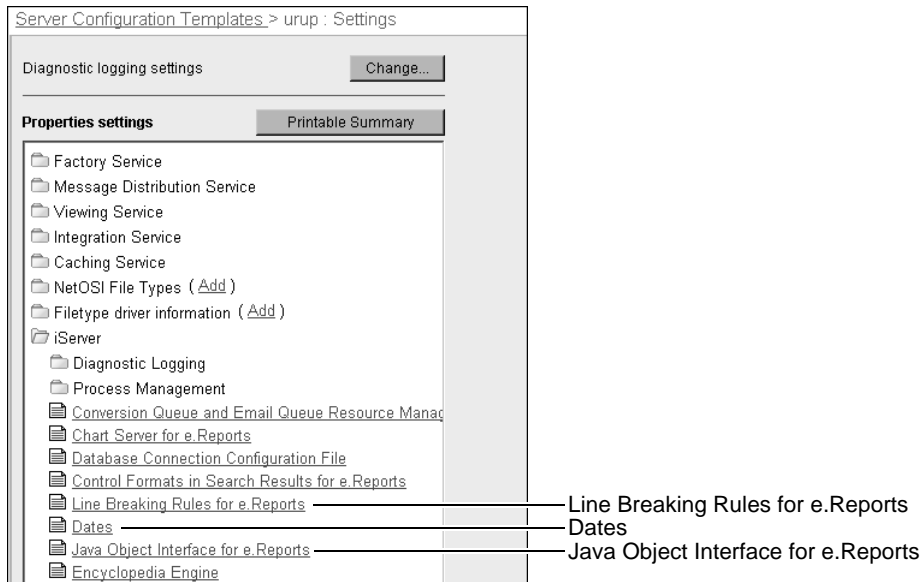 Server Configuration Templates > urup : Settings
Diagnostic logging settings
Change...
Properties settings
Printable Summary
Factory Service
Message Distribution Service
Viewing Service
Integration Service
Caching Service
NetOSI File Types ( Add )
Filetype driver information ( Add )
iServer
Diagnostic Logging
Process Management
Conversion Queue and Email Queue Resource Manag
Chart Server for e.Reports
Database Connection Configuration File
Control Formats in Search Results for e.Reports
Line Breaking Rules for e.Reports Line Breaking Rules for e.Reports
Dates Dates
Java Object Interface for e.Reports Java Object Interface for e.Reports
Encyclopedia Engine